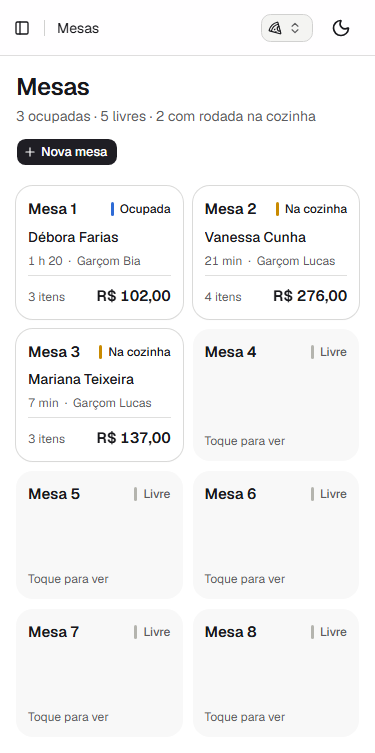 Mesas
Mesas
3 ocupadas · 5 livres · 2 com rodada na cozinha
+ Nova mesa
Mesa 1 Ocupada
Débora Farias
1 h 20 · Garçom Bia
3 itens R$ 102,00
Mesa 2 Na cozinha
Vanessa Cunha
21 min · Garçom Lucas
4 itens R$ 276,00
Mesa 3 Na cozinha
Mariana Teixeira
7 min · Garçom Lucas
3 itens R$ 137,00
Mesa 4 Livre
Toque para ver
Mesa 5 Livre
Toque para ver
Mesa 6 Livre
Toque para ver
Mesa 7 Livre
Toque para ver
Mesa 8 Livre
Toque para ver